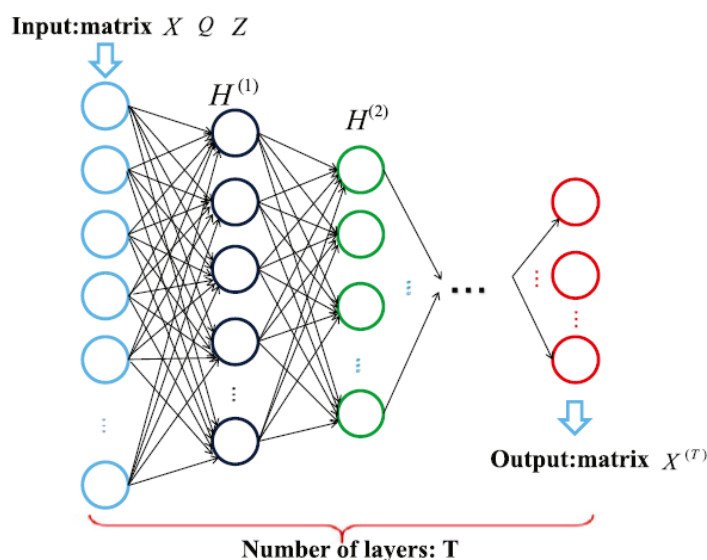 Input:matrix X Q Z
H^(1)
H^(2)
...
Output:matrix X^(T)
Number of layers: T